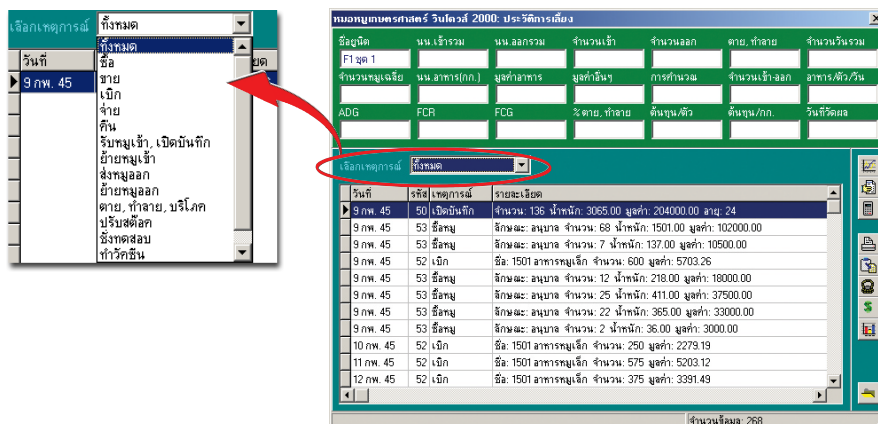 เลือกเหตุการณ์ ทั้งหมด
วันที่
9 กพ. 45
ทั้งหมด
ซื้อ
ขาย
เบิก
จ่าย
คืน
รับหมูเข้า, เปิดบันทึก
ย้ายหมูเข้า
ส่งหมูออก
ย้ายหมูออก
ตาย, ทำลาย, บริโภค
ปรับสต๊อค
ชั่งทดสอบ
ทำวัคซีน
หมอหมูเกษตรศาสตร์ วินโดวส์ 2000: ประวัติการเลี้ยง
ชื่อยูนิต นน.เข้ารวม นน.ออกรวม จำนวนเข้า จำนวนออก ตาย, ทำลาย จำนวนวันรวม
F1 ชุด 1
จำนวนหมูเฉลี่ย นน.อาหาร(กก.) มูลค่าอาหาร มูลค่าอื่นๆ การคำนวณ จำนวนเข้า-ออก อาหาร/ตัว/วัน
ADG FCR FCG %ตาย, ทำลาย ต้นทุน/ตัว ต้นทุน/กก. วันที่วัดผล
เลือกเหตุการณ์ ทั้งหมด
วันที่ รหัส เหตุการณ์ รายละเอียด
9 กพ. 45 50 เปิดบันทึก จำนวน: 136 น้ำหนัก: 3065.00 มูลค่า: 204000.00 อายุ: 24
9 กพ. 45 53 ซื้อหมู ลักษณะ: อนุบาล จำนวน: 68 น้ำหนัก: 1501.00 มูลค่า: 102000.00
9 กพ. 45 53 ซื้อหมู ลักษณะ: อนุบาล จำนวน: 7 น้ำหนัก: 137.00 มูลค่า: 10500.00
9 กพ. 45 52 เบิก ชื่อ: 1501 อาหารหมูเล็ก จำนวน: 600 มูลค่า: 5703.26
9 กพ. 45 53 ซื้อหมู ลักษณะ: อนุบาล จำนวน: 12 น้ำหนัก: 218.00 มูลค่า: 18000.00
9 กพ. 45 53 ซื้อหมู ลักษณะ: อนุบาล จำนวน: 25 น้ำหนัก: 411.00 มูลค่า: 37500.00
9 กพ. 45 53 ซื้อหมู ลักษณะ: อนุบาล จำนวน: 22 น้ำหนัก: 365.00 มูลค่า: 33000.00
9 กพ. 45 53 ซื้อหมู ลักษณะ: อนุบาล จำนวน: 2 น้ำหนัก: 36.00 มูลค่า: 3000.00
10 กพ. 45 52 เบิก ชื่อ: 1501 อาหารหมูเล็ก จำนวน: 250 มูลค่า: 2279.19
11 กพ. 45 52 เบิก ชื่อ: 1501 อาหารหมูเล็ก จำนวน: 575 มูลค่า: 5203.12
12 กพ. 45 52 เบิก ชื่อ: 1501 อาหารหมูเล็ก จำนวน: 375 มูลค่า: 3391.49
จำนวนข้อมูล: 268